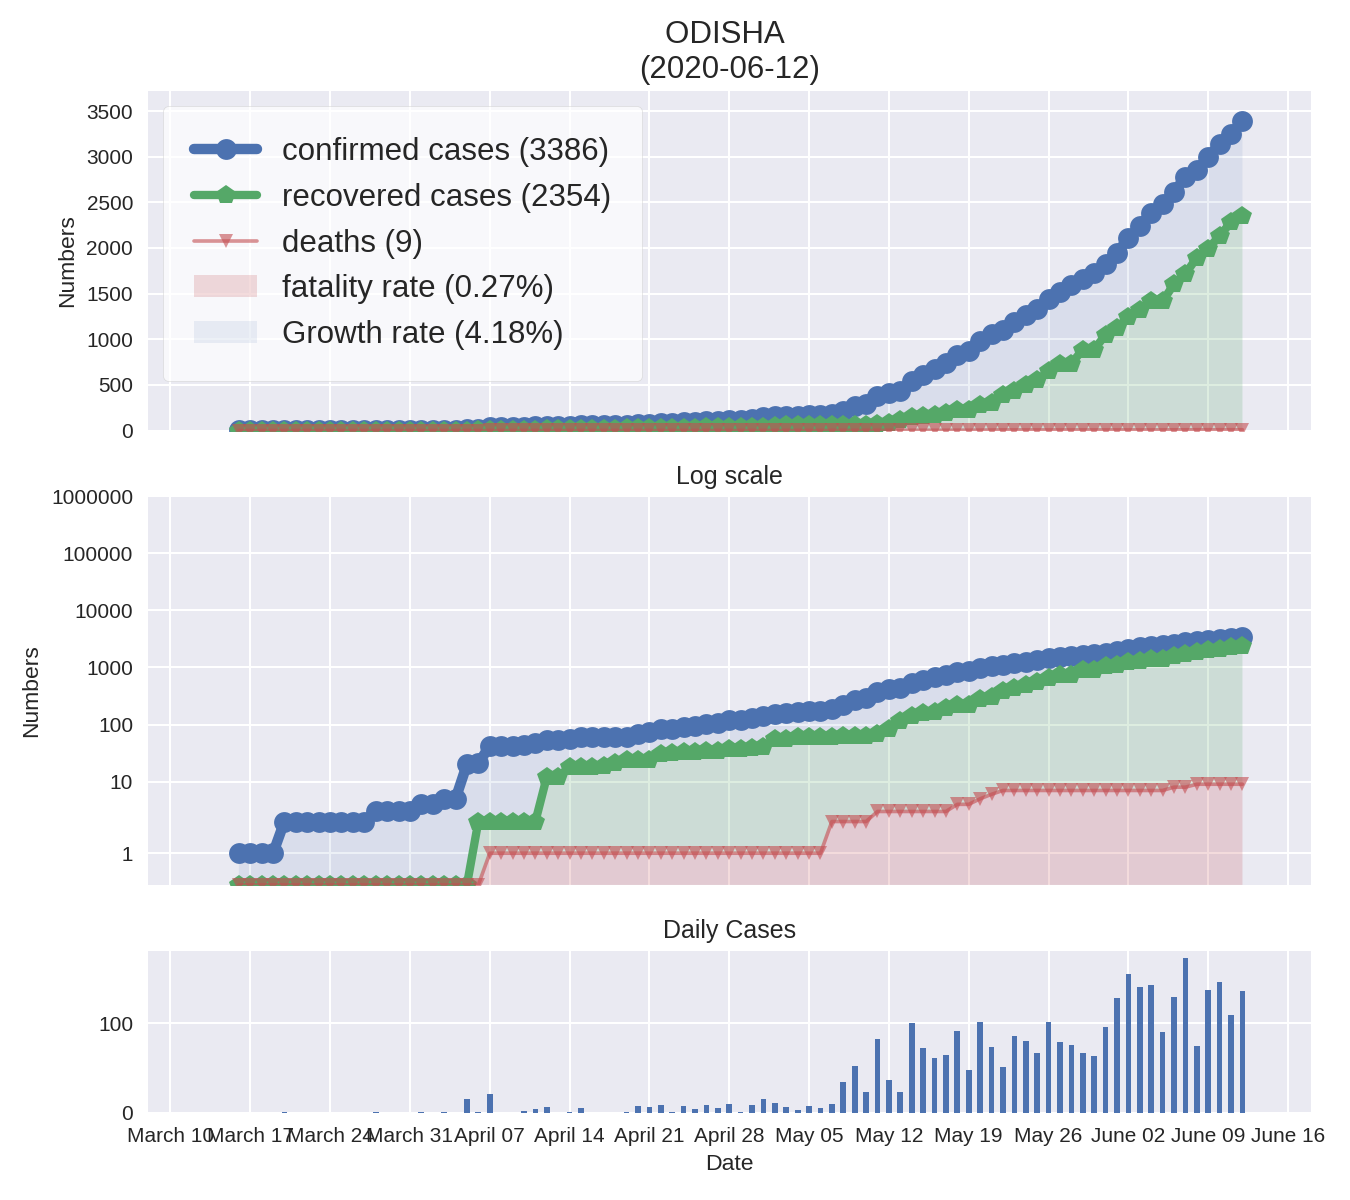 ODISHA
(2020-06-12)
3500
3000
2500
2000
1500
1000
500
0
Numbers
confirmed cases (3386)
recovered cases (2354)
deaths (9)
fatality rate (0.27%)
Growth rate (4.18%)
Log scale
1000000
100000
10000
1000
100
10
1
Numbers
Daily Cases
100
0
March 10 March 17 March 24 March 31 April 07 April 14 April 21 April 28 May 05 May 12 May 19 May 26 June 02 June 09 June 16
Date